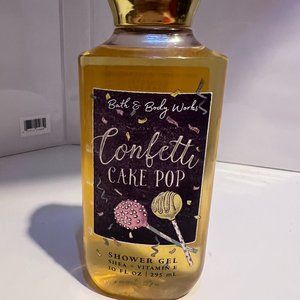 Bath & Body Works
Confetti
CAKE POP
SHOWER GEL
SHEA + VITAMIN E
10 FL OZ | 295 mL